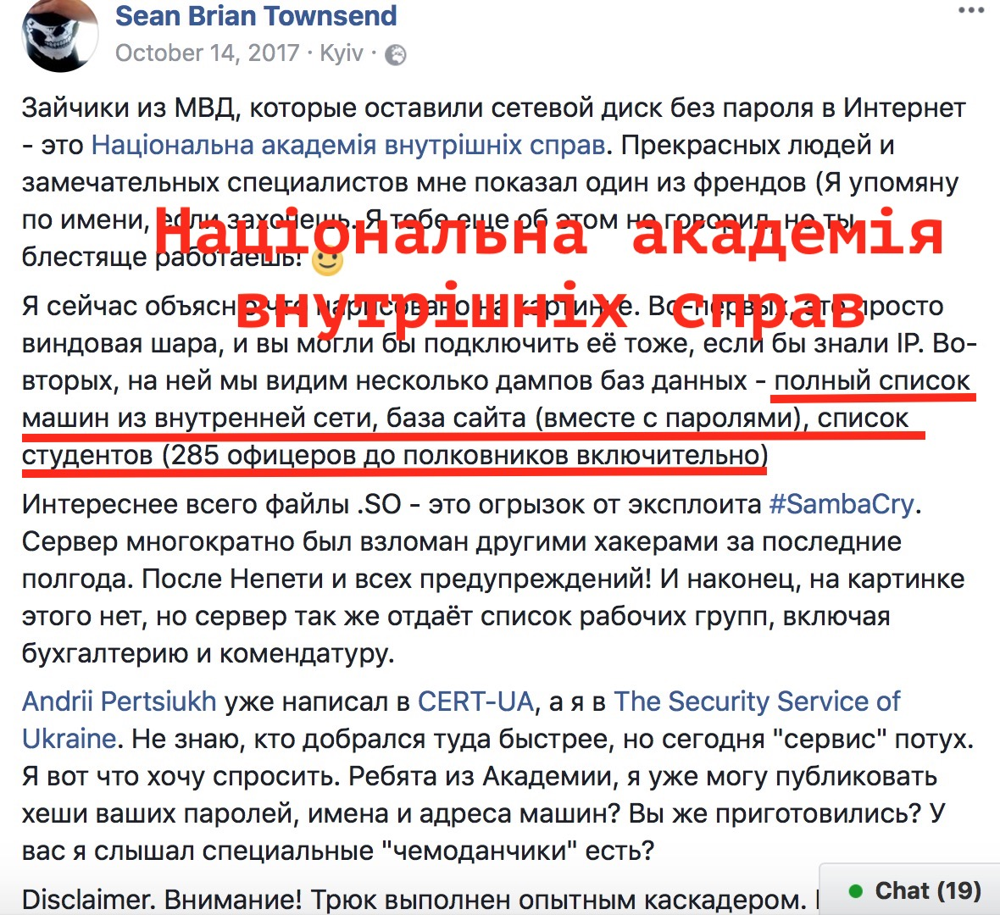 Sean Brian Townsend
October 14, 2017 · Kyiv ·
Зайчики из МВД, которые оставили сетевой диск без пароля в Интернет
- это Національна академія внутрішніх справ. Прекрасных людей и
замечательных специалистов мне показал один из френдов (Я упомяну
по имени, если захочешь. Я тебе еще об этом не говорил, но ты
блестяще работаешь! 🙂
Національна академія
внутрішніх справ
Я сейчас объясню что нарисовано на картинке. Во-первых, это просто
виндовая шара, и вы могли бы подключить её тоже, если бы знали IP. Во-
вторых, на ней мы видим несколько дампов баз данных - полный список
машин из внутренней сети, база сайта (вместе с паролями), список
студентов (285 офицеров до полковников включительно)
Интереснее всего файлы .SO - это огрызок от эксплоита #SambaCry.
Сервер многократно был взломан другими хакерами за последние
полгода. После Непети и всех предупреждений! И наконец, на картинке
этого нет, но сервер так же отдаёт список рабочих групп, включая
бухгалтерию и комендатуру.
Andrii Pertsiukh уже написал в CERT-UA, а я в The Security Service of
Ukraine. Не знаю, кто добрался туда быстрее, но сегодня "сервис" потух.
Я вот что хочу спросить. Ребята из Академии, я уже могу публиковать
хеши ваших паролей, имена и адреса машин? Вы же приготовились? У
вас я слышал специальные "чемоданчики" есть?
Disclaimer. Внимание! Трюк выполнен опытным каскадером.
Chat (19)